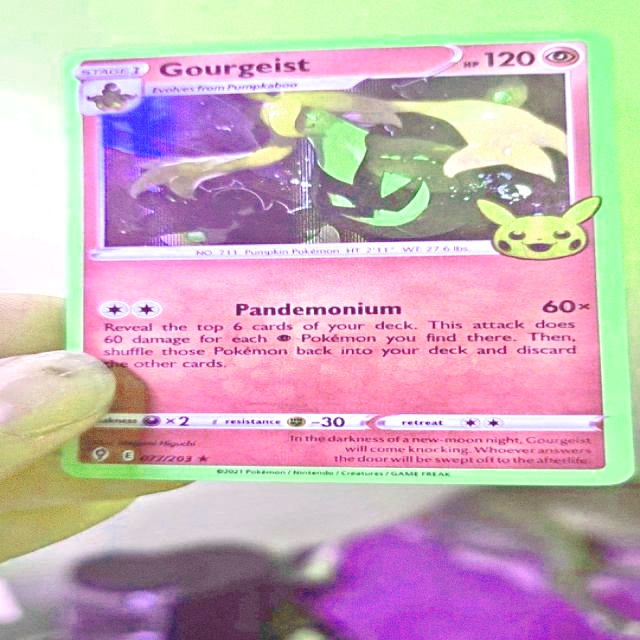 STAGE 1
Gourgeist
HP 120
Evolves from Pumpkaboo
NO. 711 Pumpkin Pokémon HT: 2'11" WT: 27.6 lbs.
Pandemonium 60×
Reveal the top 6 cards of your deck. This attack does
60 damage for each Pokémon you find there. Then,
shuffle those Pokémon back into your deck and discard
the other cards.
weakness ×2 resistance -30 retreat
Higuchi
In the darkness of a new-moon night, Gourgeist
will come knocking. Whoever answers
the door will be swept off to the afterlife.
E 077/203 ★
©2021 Pokémon / Nintendo / Creatures / GAME FREAK